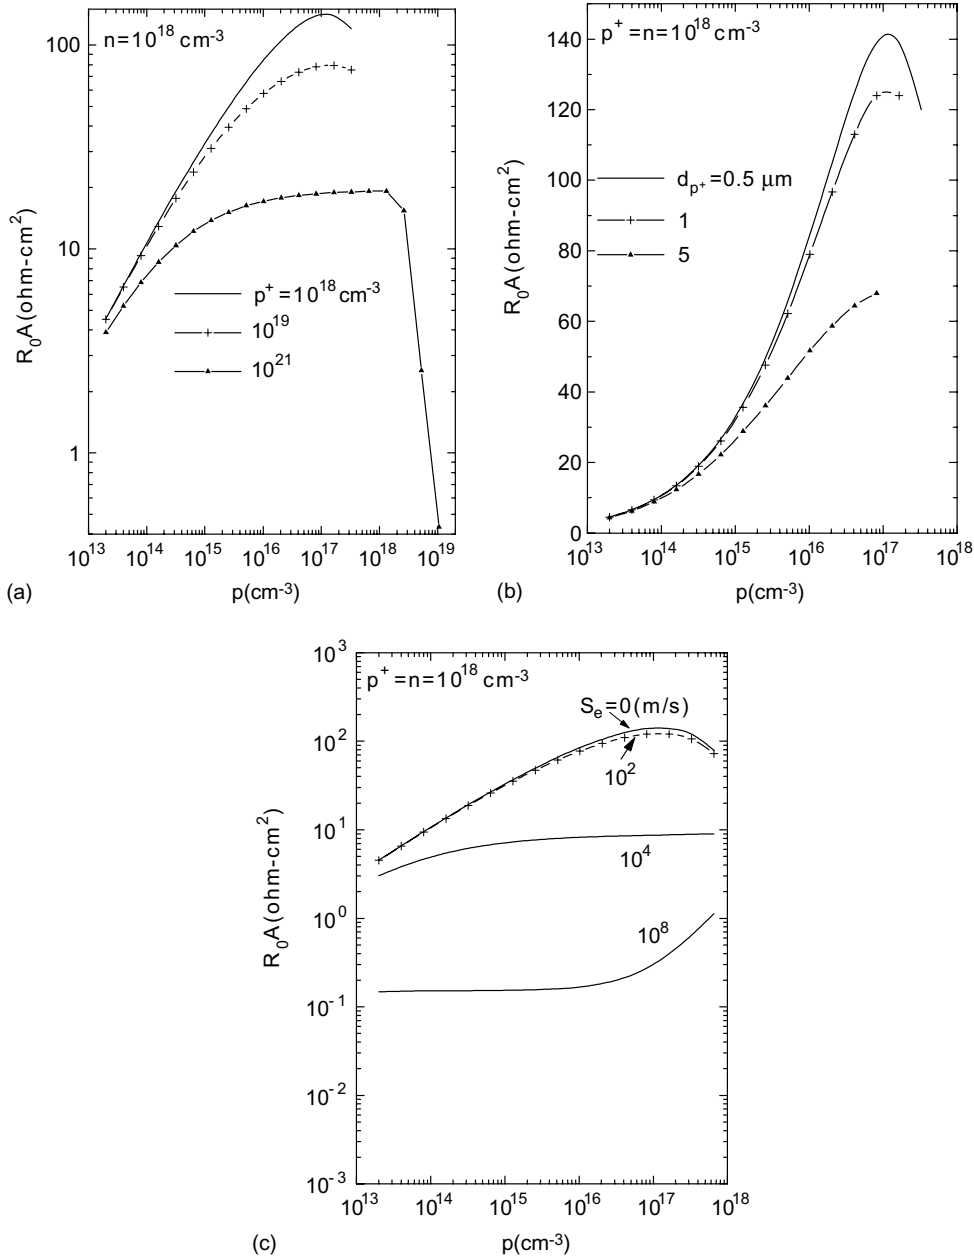 n=10^18 cm^-3
100
10
1
R_0A(ohm-cm^2)
p^+=10^18 cm^-3
10^19
10^21
10^13 10^14 10^15 10^16 10^17 10^18 10^19
p(cm^-3)
(a)
p^+=n=10^18 cm^-3
140
120
100
80
60
40
20
0
R_0A(ohm-cm^2)
d_p+=0.5 μm
1
5
10^13 10^14 10^15 10^16 10^17 10^18
p(cm^-3)
(b)
p^+=n=10^18 cm^-3
10^3
10^2
10^1
10^0
10^-1
10^-2
10^-3
R_0A(ohm-cm^2)
S_e=0(m/s)
10^2
10^4
10^8
10^13 10^14 10^15 10^16 10^17 10^18
p(cm^-3)
(c)